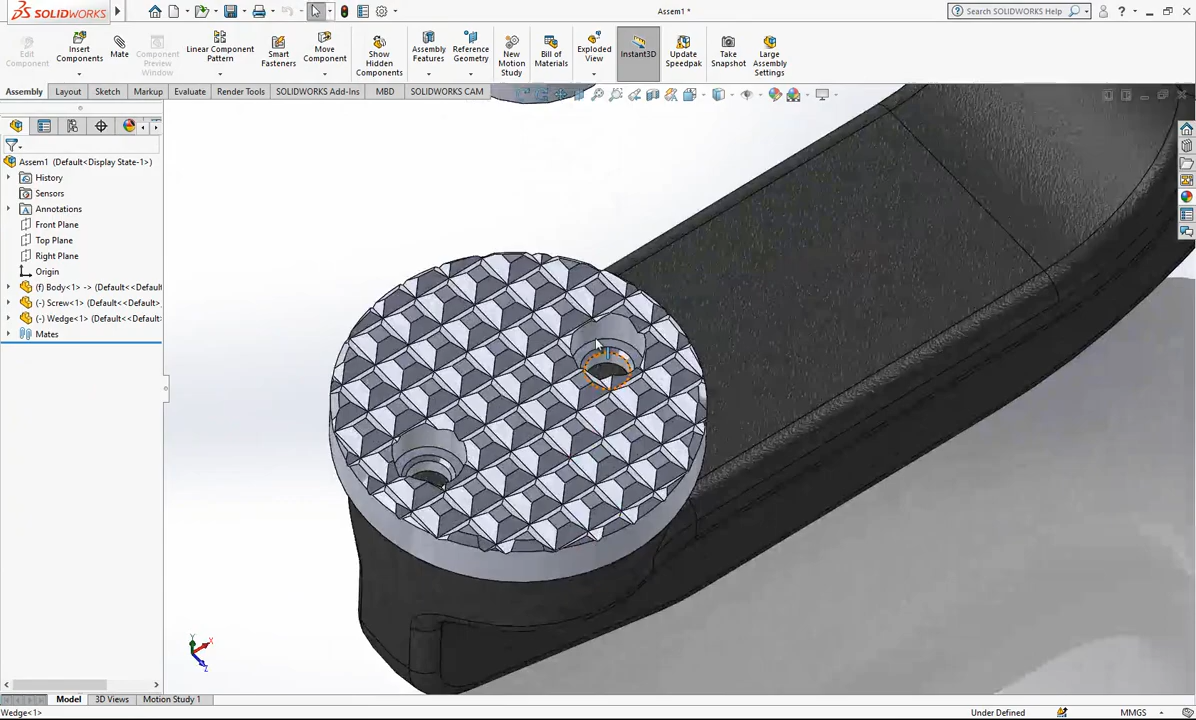 SOLIDWORKS
Assem1 *
Search SOLIDWORKS Help
Edit Component
Insert Components
Mate
Component Preview Window
Linear Component Pattern
Smart Fasteners
Move Component
Show Hidden Components
Assembly Features
Reference Geometry
New Motion Study
Bill of Materials
Exploded View
Instant3D
Update Speedpak
Take Snapshot
Large Assembly Settings
Assembly
Layout
Sketch
Markup
Evaluate
Render Tools
SOLIDWORKS Add-Ins
MBD
SOLIDWORKS CAM
Assem1 (Default<Display State-1>)
History
Sensors
Annotations
Front Plane
Top Plane
Right Plane
Origin
(f) Body<1> -> (Default<<Default
(-) Screw<1> (Default<<Default>
(-) Wedge<1> (Default<<Default
Mates
Y
X
Z
Model
3D Views
Motion Study 1
Wedge<1>
Under Defined
MMGS